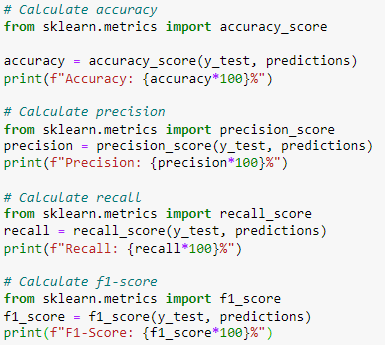 # Calculate accuracy
from sklearn.metrics import accuracy_score
accuracy = accuracy_score(y_test, predictions)
print(f"Accuracy: {accuracy*100}%")
# Calculate precision
from sklearn.metrics import precision_score
precision = precision_score(y_test, predictions)
print(f"Precision: {precision*100}%")
# Calculate recall
from sklearn.metrics import recall_score
recall = recall_score(y_test, predictions)
print(f"Recall: {recall*100}%")
# Calculate f1-score
from sklearn.metrics import f1_score
f1_score = f1_score(y_test, predictions)
print(f"F1-Score: {f1_score*100}%")